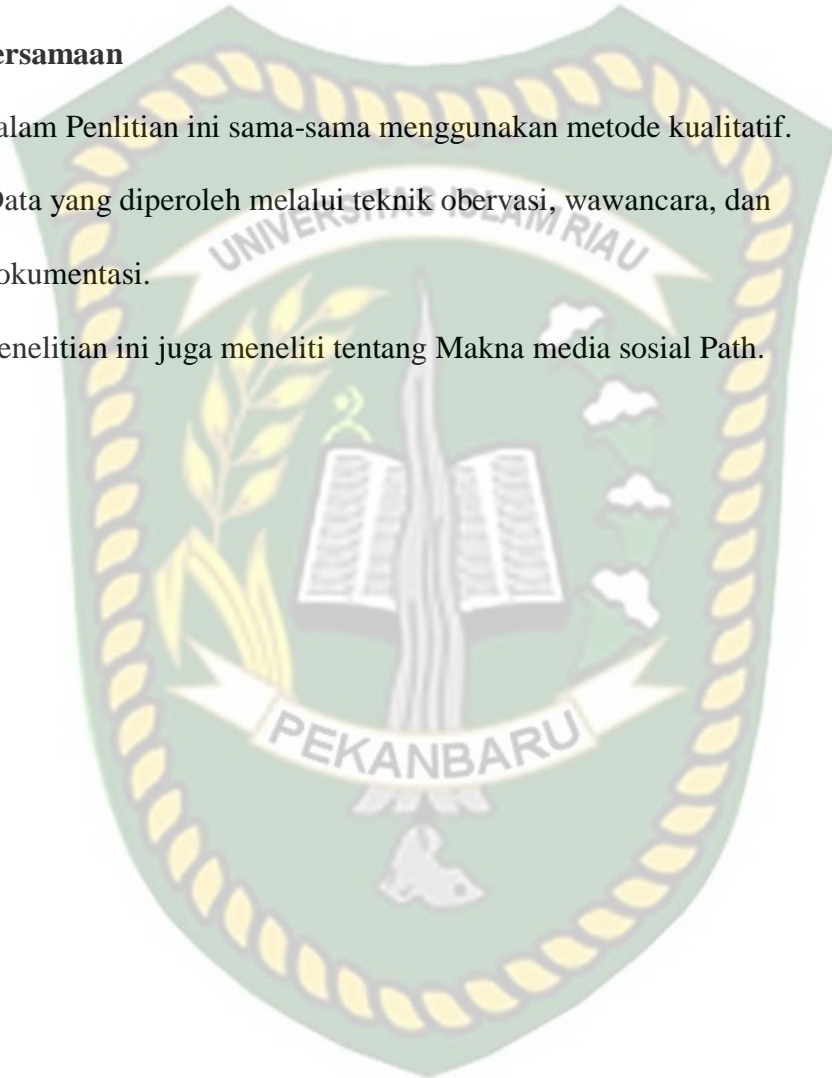 ersamaan
alam Penlitian ini sama-sama menggunakan metode kualitatif.
Data yang diperoleh melalui teknik obervasi, wawancara, dan
okumentasi.
enelitian ini juga meneliti tentang Makna media sosial Path.
UNIVERSITAS ISLAM RIAU
PEKANBARU